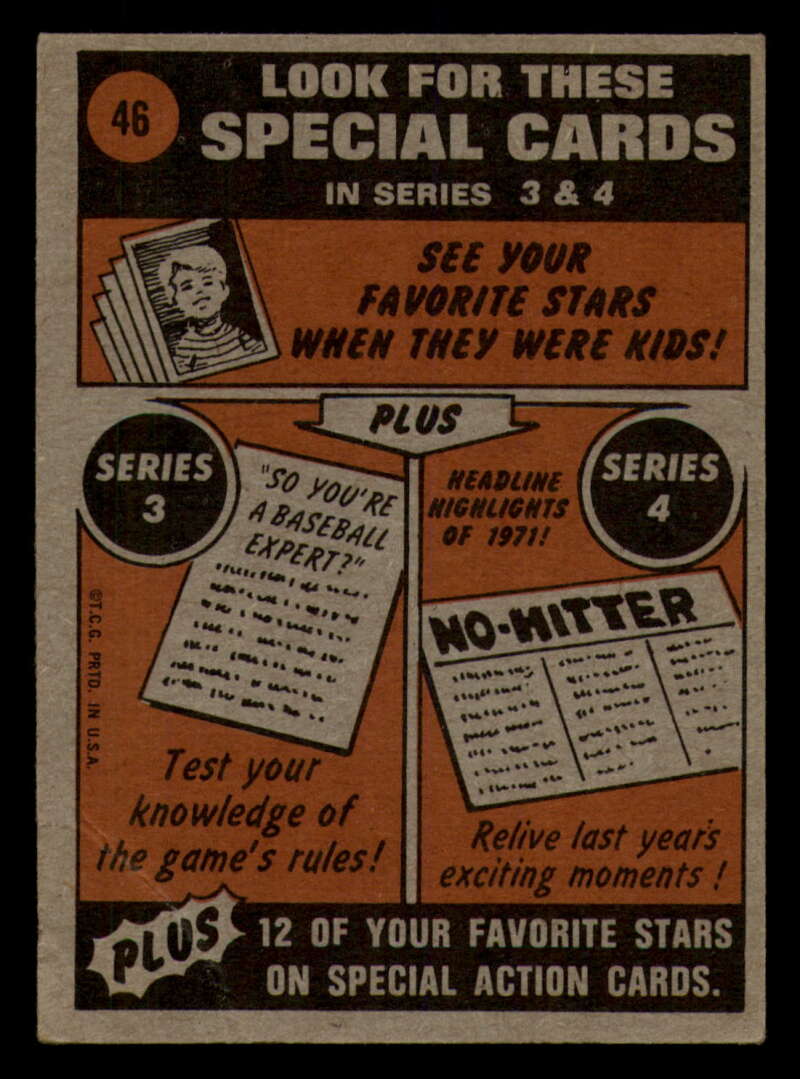 46
LOOK FOR THESE
SPECIAL CARDS
IN SERIES 3 & 4
SEE YOUR
FAVORITE STARS
WHEN THEY WERE KIDS!
PLUS
SERIES
3
"SO YOU'RE
A BASEBALL
EXPERT?"
HEADLINE
HIGHLIGHTS
OF 1971!
SERIES
4
NO-HITTER
©T.C.G. PRTD. IN U.S.A.
Test your
knowledge of
the game's rules!
Relive last year's
exciting moments!
PLUS
12 OF YOUR FAVORITE STARS
ON SPECIAL ACTION CARDS.